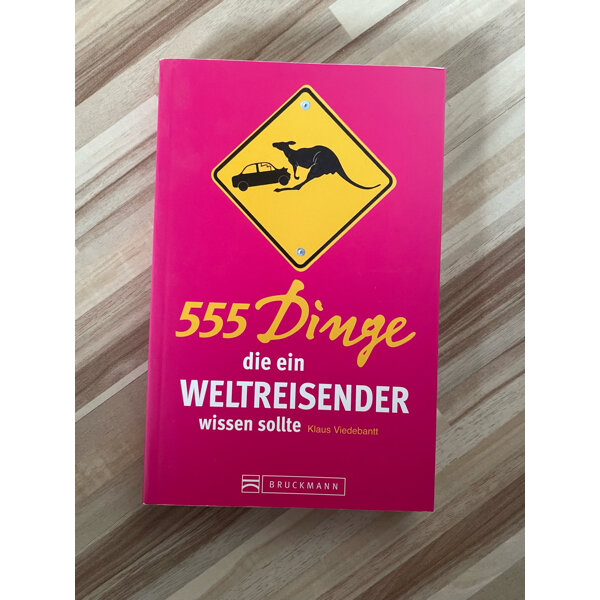 555 Dinge
die ein
WELTREISENDER
wissen sollte Klaus Viedebantt
BRUCKMANN